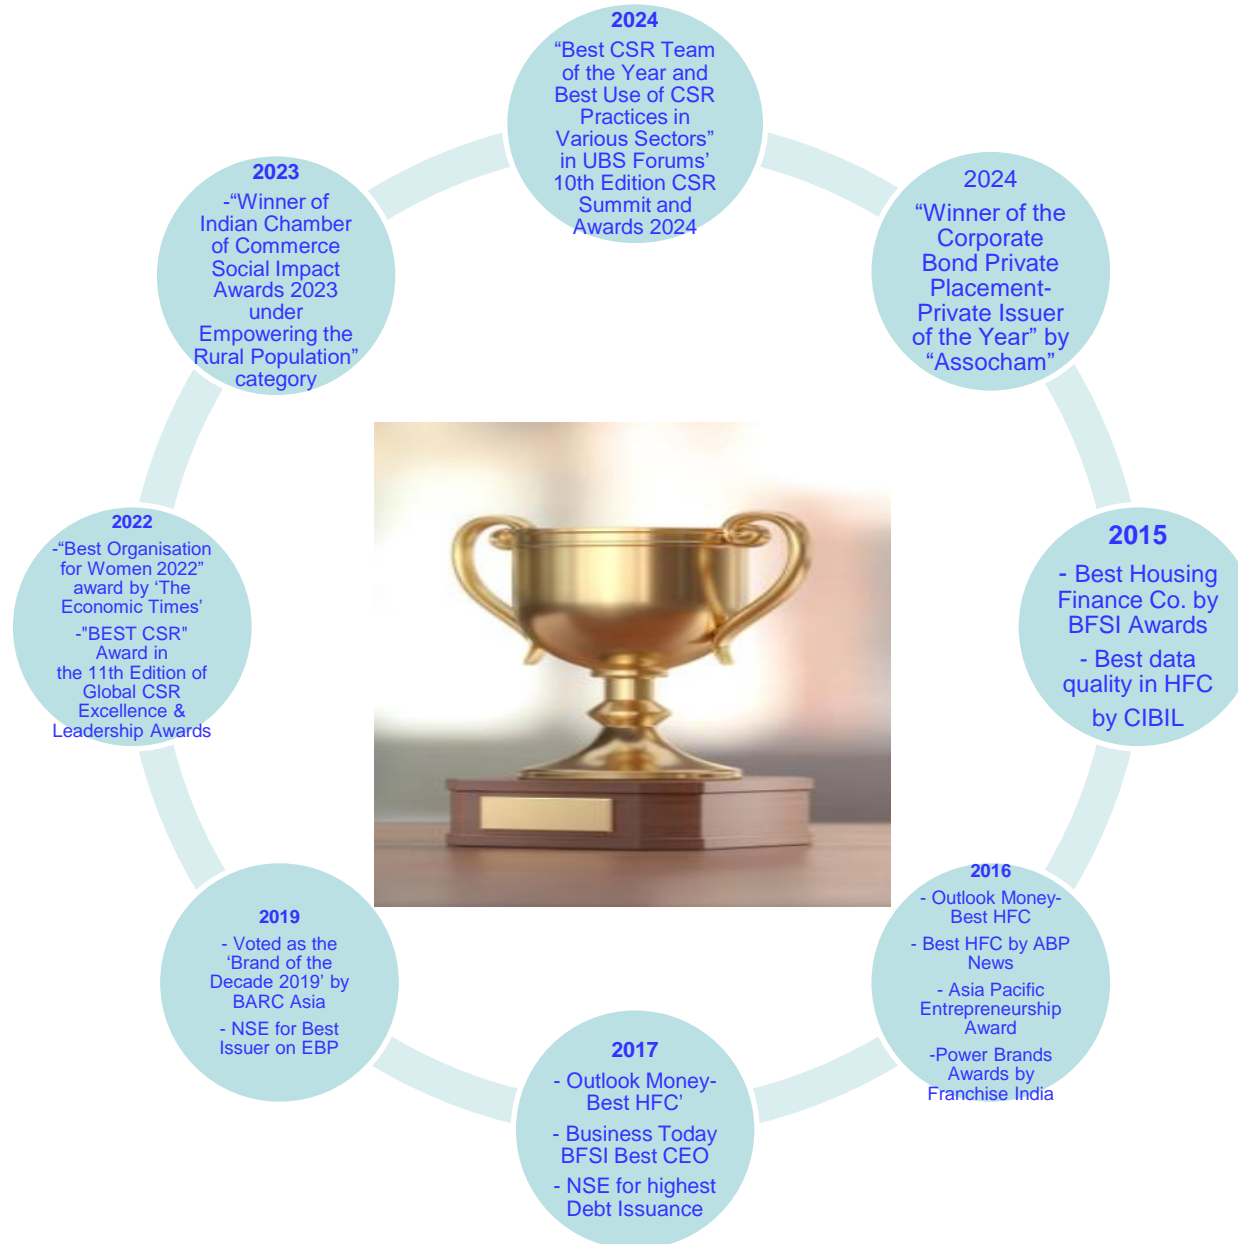 2024
“Best CSR Team
of the Year and
Best Use of CSR
Practices in
Various Sectors”
in UBS Forums’
10th Edition CSR
Summit and
Awards 2024
2024
“Winner of the
Corporate
Bond Private
Placement-
Private Issuer
of the Year” by
“Assocham”
2015
- Best Housing
Finance Co. by
BFSI Awards
- Best data
quality in HFC
by CIBIL
2016
- Outlook Money-
Best HFC
- Best HFC by ABP
News
- Asia Pacific
Entrepreneurship
Award
-Power Brands
Awards by
Franchise India
2017
- Outlook Money-
Best HFC’
- Business Today
BFSI Best CEO
- NSE for highest
Debt Issuance
2019
- Voted as the
‘Brand of the
Decade 2019’ by
BARC Asia
- NSE for Best
Issuer on EBP
2022
-“Best Organisation
for Women 2022”
award by ‘The
Economic Times’
-"BEST CSR"
Award in
the 11th Edition of
Global CSR
Excellence &
Leadership Awards
2023
-“Winner of
Indian Chamber
of Commerce
Social Impact
Awards 2023
under
Empowering the
Rural Population”
category